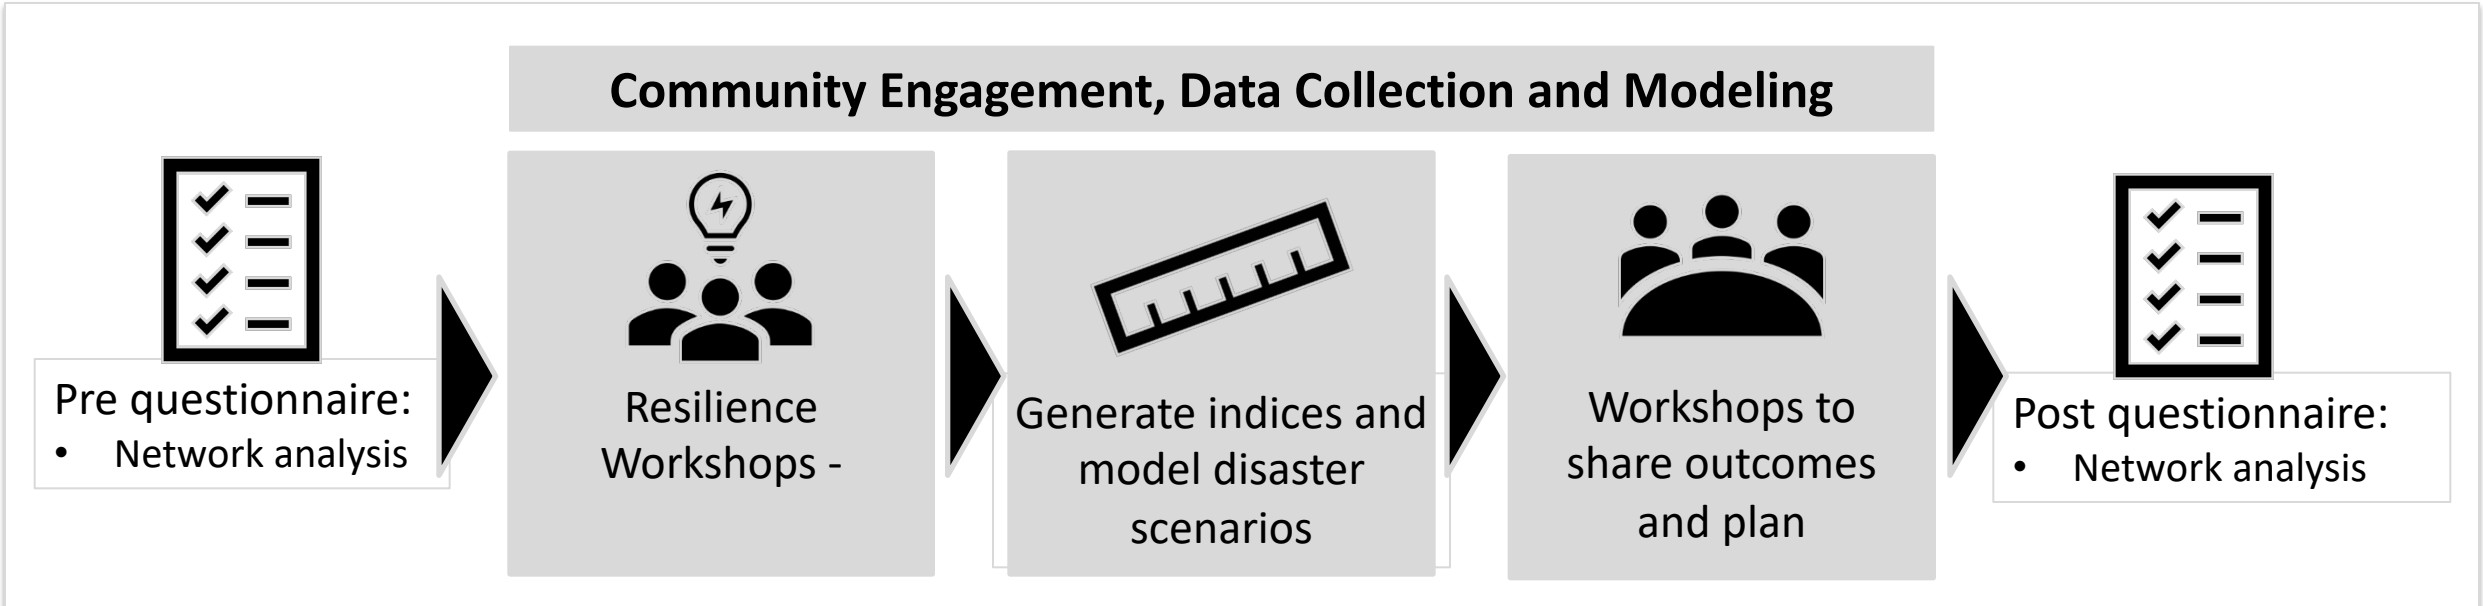 Community Engagement, Data Collection and Modeling
Pre questionnaire:
• Network analysis
Resilience
Workshops -
Generate indices and
model disaster
scenarios
Workshops to
share outcomes
and plan
Post questionnaire:
• Network analysis